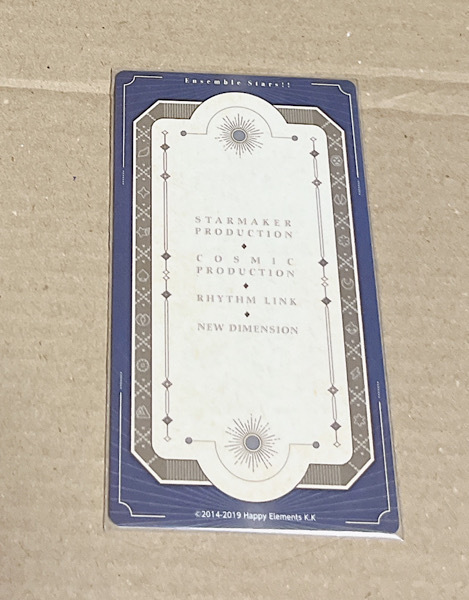 Ensemble Stars!!
STARMAKER
PRODUCTION
COSMIC
PRODUCTION
RHYTHM LINK
NEW DIMENSION
©2014-2019 Happy Elements K.K